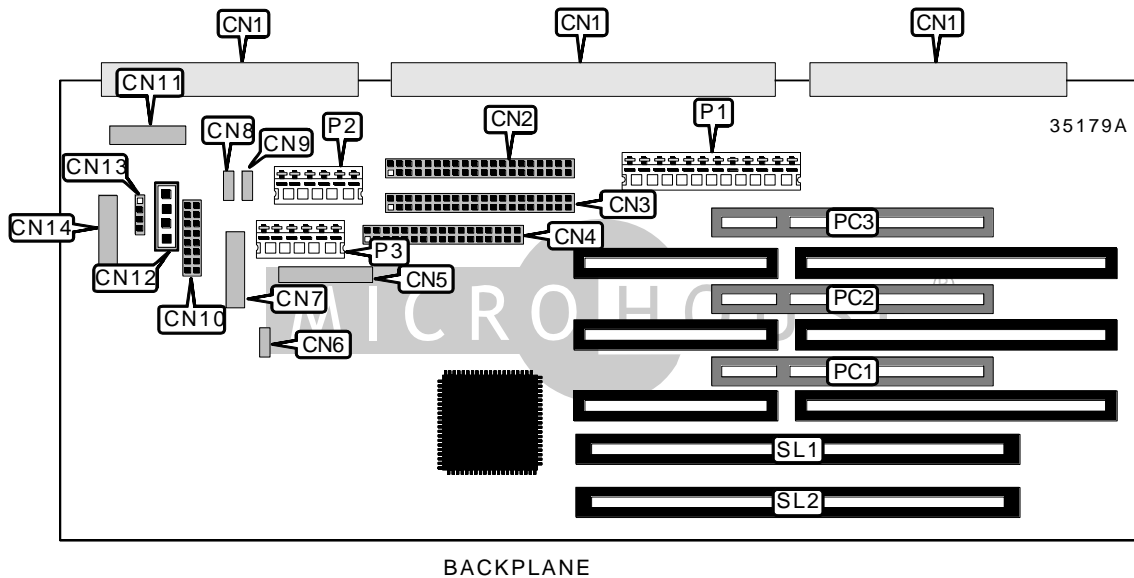 CN1 CN1 CN1
CN11
35179A
CN8 P2 CN2 P1
CN9
CN13
CN3
CN14 PC3
CN4
P3
CN12 CN5
CN7 PC2
CN10
MICROHOUSE
CN6
PC1
SL1
SL2
BACKPLANE